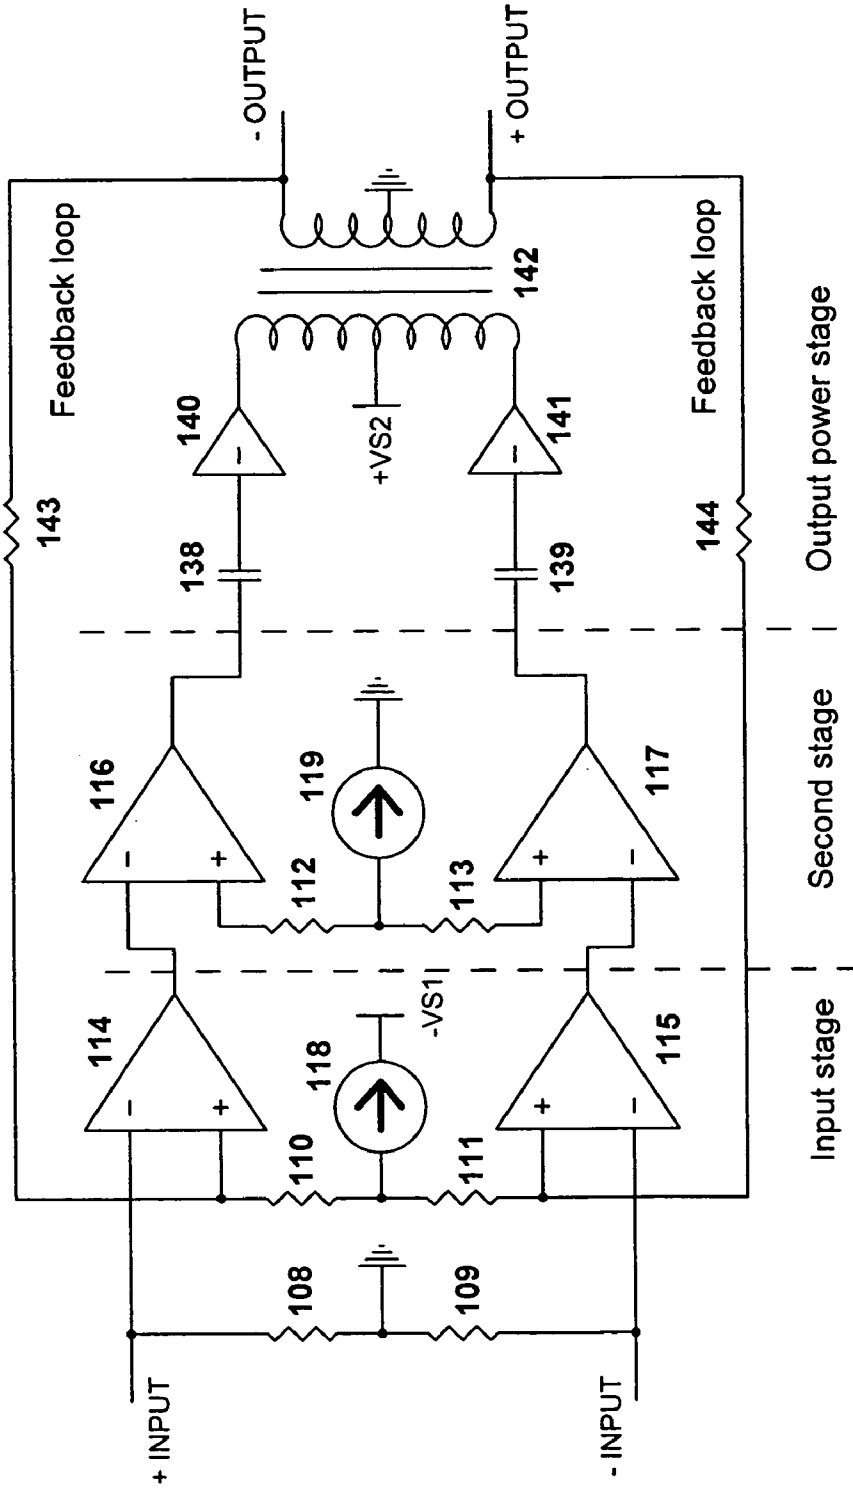 Feedback loop
143
- OUTPUT
114
116
138
140
+ INPUT
−
+
−
+
−
108
110
118
-VS1
112
119
+VS2
142
109
111
113
+
−
+
−
−
- INPUT
115
117
139
141
+ OUTPUT
144
Feedback loop
Input stage
Second stage
Output power stage